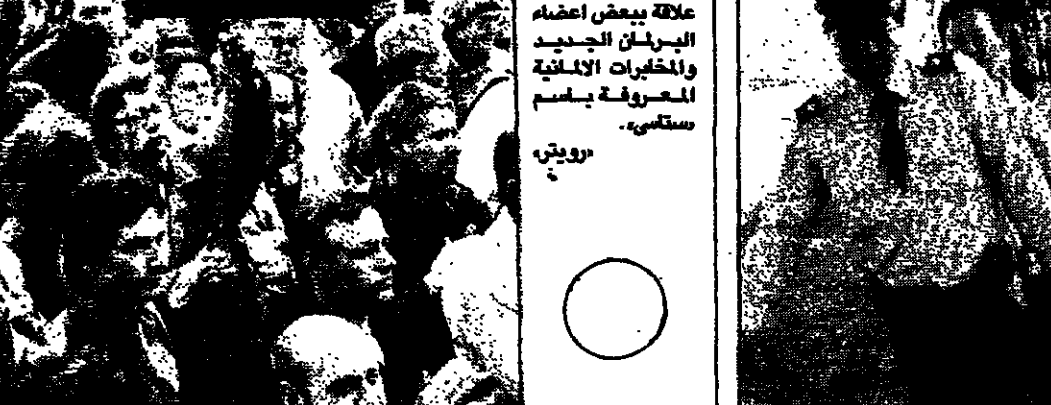 علاقة ببعض اعضاء
البرلمان الجديد
والمخابرات الالمانية
المعروفة باسم
«ستاسي».
«رويتر»